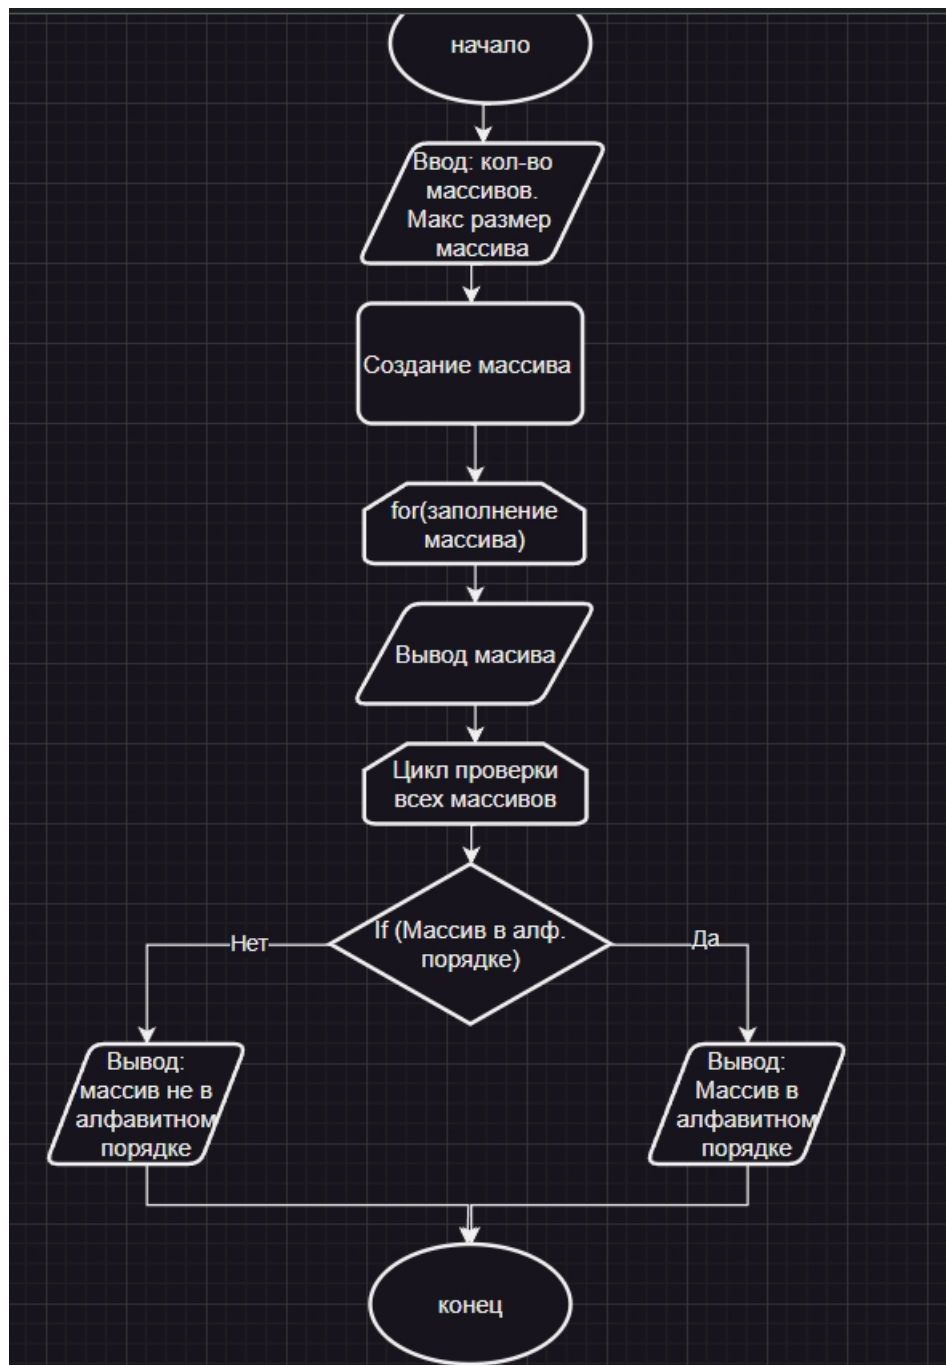 начало
Ввод: кол-во
массивов.
Макс размер
массива
Создание массива
for(заполнение
массива)
Вывод масива
Цикл проверки
всех массивов
If (Массив в алф.
порядке)
Нет
Да
Вывод:
массив не в
алфавитном
порядке
Вывод:
Массив в
алфавитном
порядке
конец